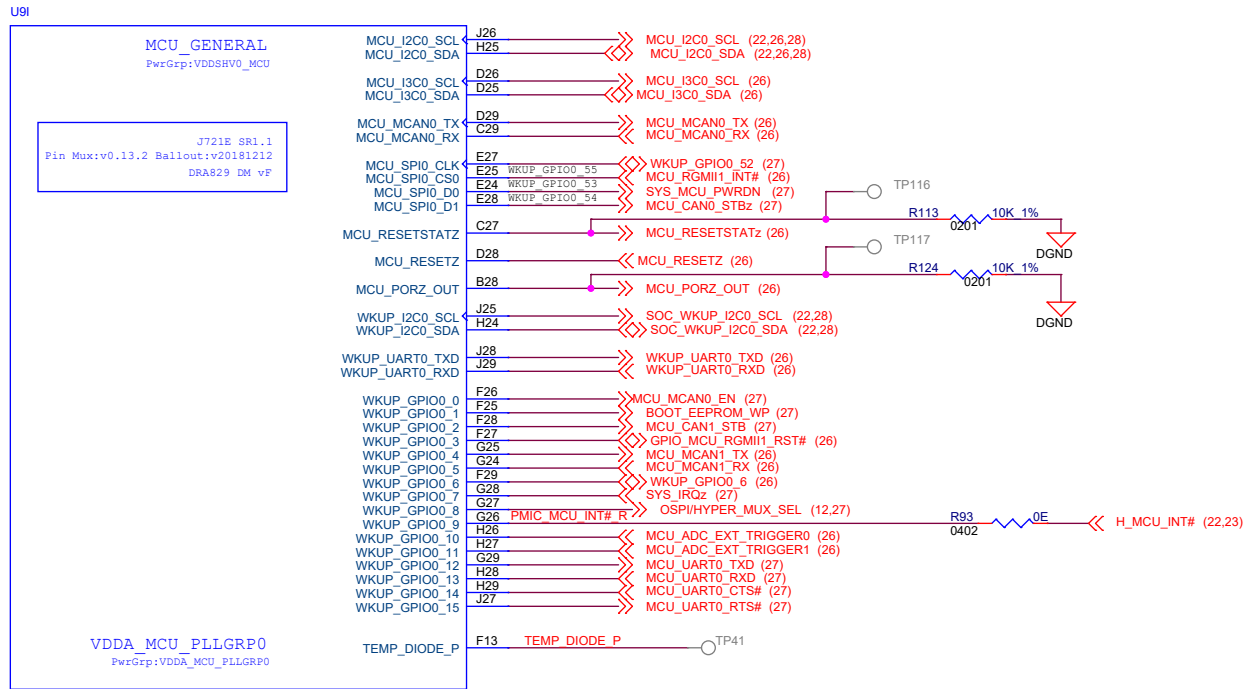 U9I
MCU_GENERAL
PwrGrp:VDDSHV0_MCU
J721E SR1.1
Pin Mux:v0.13.2 Ballout:v20181212
DRA829 DM vF
MCU_I2C0_SCL J26 MCU_I2C0_SCL (22,26,28)
MCU_I2C0_SDA H25 MCU_I2C0_SDA (22,26,28)
MCU_I3C0_SCL D26 MCU_I3C0_SCL (26)
MCU_I3C0_SDA D25 MCU_I3C0_SDA (26)
MCU_MCAN0_TX D29 MCU_MCAN0_TX (26)
MCU_MCAN0_RX C29 MCU_MCAN0_RX (26)
MCU_SPI0_CLK E27 WKUP_GPIO0_52 (27)
MCU_SPI0_CS0 E25 WKUP_GPIO0_55 MCU_RGMII1_INT# (26)
MCU_SPI0_D0 E24 WKUP_GPIO0_53 SYS_MCU_PWRDN (27)
MCU_SPI0_D1 E28 WKUP_GPIO0_54 MCU_CAN0_STBz (27)
TP116
R113 10K_1%
0201
DGND
MCU_RESETSTATZ C27 MCU_RESETSTATz (26)
TP117
MCU_RESETZ D28 MCU_RESETZ (26)
R124 10K_1%
0201
DGND
MCU_PORZ_OUT B28 MCU_PORZ_OUT (26)
WKUP_I2C0_SCL J25 SOC_WKUP_I2C0_SCL (22,28)
WKUP_I2C0_SDA H24 SOC_WKUP_I2C0_SDA (22,28)
WKUP_UART0_TXD J28 WKUP_UART0_TXD (26)
WKUP_UART0_RXD J29 WKUP_UART0_RXD (26)
WKUP_GPIO0_0 F26 MCU_MCAN0_EN (27)
WKUP_GPIO0_1 F25 BOOT_EEPROM_WP (27)
WKUP_GPIO0_2 F28 MCU_CAN1_STB (27)
WKUP_GPIO0_3 F27 GPIO_MCU_RGMII1_RST# (26)
WKUP_GPIO0_4 G25 MCU_MCAN1_TX (26)
WKUP_GPIO0_5 G24 MCU_MCAN1_RX (26)
WKUP_GPIO0_6 F29 WKUP_GPIO0_6 (26)
WKUP_GPIO0_7 G28 SYS_IRQz (27)
WKUP_GPIO0_8 G27 OSPI/HYPER_MUX_SEL (12,27)
WKUP_GPIO0_9 G26 PMIC_MCU_INT#_R R93 0E H_MCU_INT# (22,23)
0402
WKUP_GPIO0_10 H26 MCU_ADC_EXT_TRIGGER0 (26)
WKUP_GPIO0_11 H27 MCU_ADC_EXT_TRIGGER1 (26)
WKUP_GPIO0_12 G29 MCU_UART0_TXD (27)
WKUP_GPIO0_13 H28 MCU_UART0_RXD (27)
WKUP_GPIO0_14 H29 MCU_UART0_CTS# (27)
WKUP_GPIO0_15 J27 MCU_UART0_RTS# (27)
VDDA_MCU_PLLGRP0
PwrGrp:VDDA_MCU_PLLGRP0
TEMP_DIODE_P F13 TEMP_DIODE_P TP41